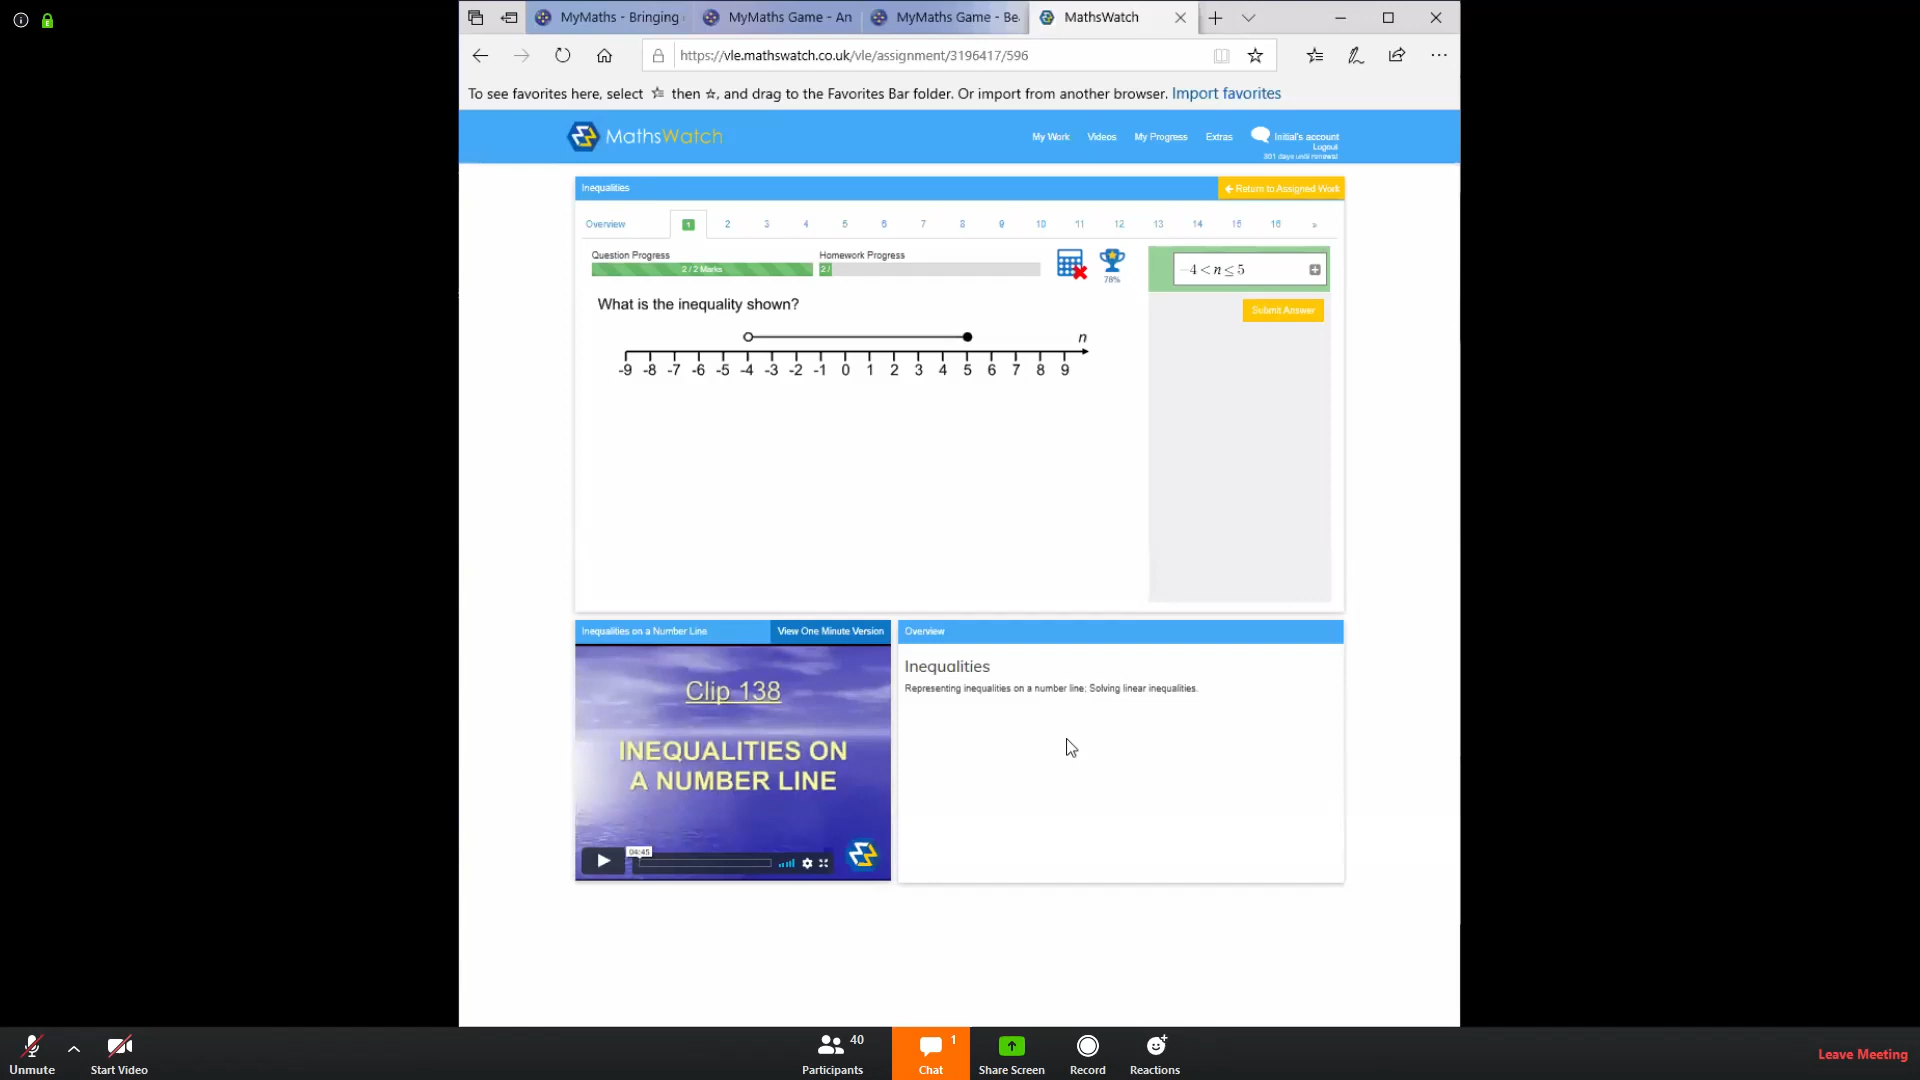 MyMaths - Bringing
MyMaths Game - An
MyMaths Game - Be
MathsWatch
https://vle.mathswatch.co.uk/vle/assignment/3196417/596
To see favorites here, select then ☆, and drag to the Favorites Bar folder. Or import from another browser. Import favorites
MathsWatch
My Work Videos My Progress Extras Initial's account
Logout
301 days until renewal
Inequalities
Return to Assigned Work
Overview 1 2 3 4 5 6 7 8 9 10 11 12 13 14 15 16 »
Question Progress
Homework Progress
2 / 2 Marks
2 /
78%
−4 < n ≤ 5
Submit Answer
What is the inequality shown?
n
-9 -8 -7 -6 -5 -4 -3 -2 -1 0 1 2 3 4 5 6 7 8 9
Inequalities on a Number Line
View One Minute Version
Clip 138
INEQUALITIES ON
A NUMBER LINE
04:45
Overview
Inequalities
Representing inequalities on a number line; Solving linear inequalities.
Unmute
Start Video
Participants 40
Chat 1
Share Screen
Record
Reactions
Leave Meeting